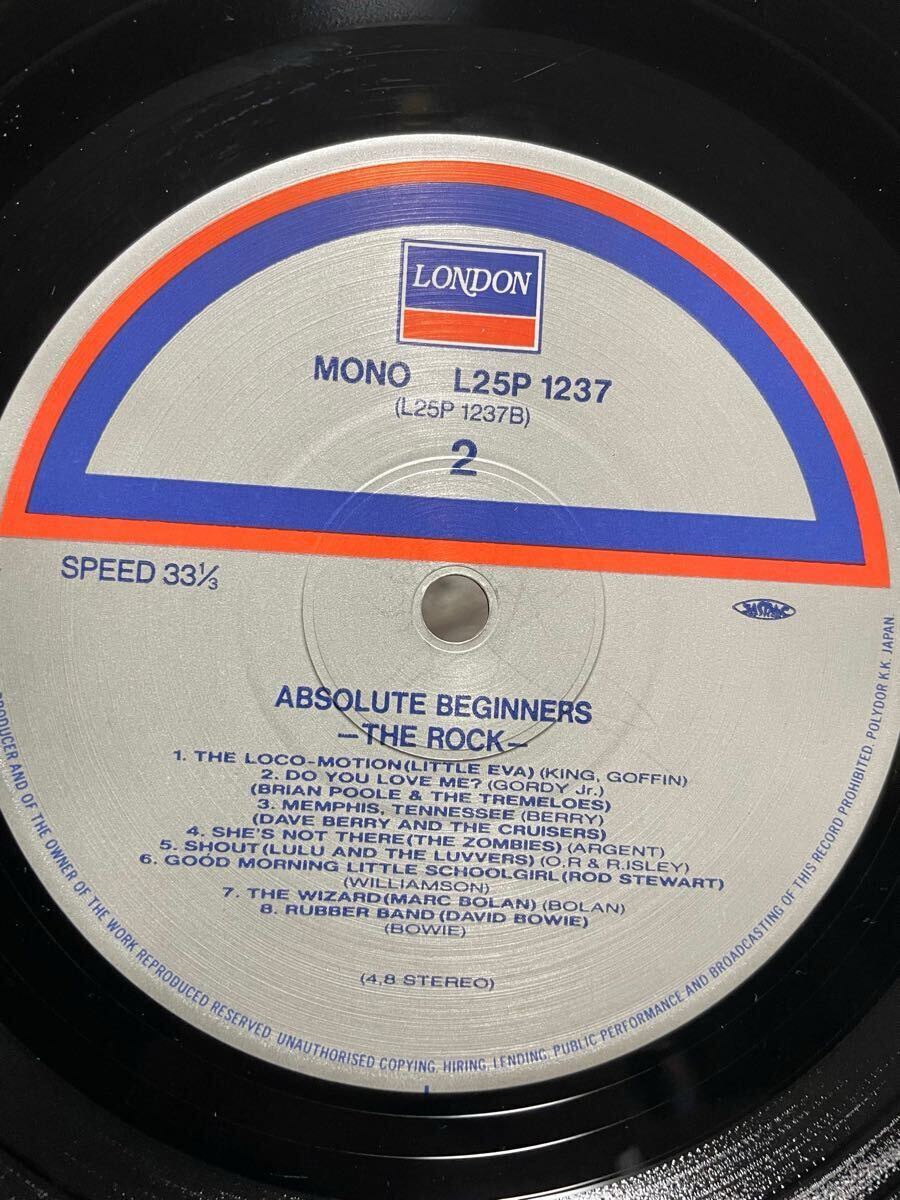 LONDON
MONO L25P 1237
(L25P 1237B)
2
SPEED 33⅓
JASRAC
ABSOLUTE BEGINNERS
—THE ROCK—
1. THE LOCO-MOTION(LITTLE EVA)(KING, GOFFIN)
2. DO YOU LOVE ME?(GORDY Jr.)
(BRIAN POOLE & THE TREMELOES)
3. MEMPHIS, TENNESSEE(BERRY)
(DAVE BERRY AND THE CRUISERS)
4. SHE'S NOT THERE(THE ZOMBIES)(ARGENT)
5. SHOUT(LULU AND THE LUVVERS)(O.R & R.ISLEY)
6. GOOD MORNING LITTLE SCHOOLGIRL(ROD STEWART)
(WILLIAMSON)
7. THE WIZARD(MARC BOLAN)(BOLAN)
8. RUBBER BAND(DAVID BOWIE)
(BOWIE)
(4,8 STEREO)
PRODUCER AND OF THE OWNER OF THE WORK REPRODUCED RESERVED. UNAUTHORISED COPYING, HIRING, LENDING, PUBLIC PERFORMANCE AND BROADCASTING OF THIS RECORD PROHIBITED. POLYDOR K.K. JAPAN.